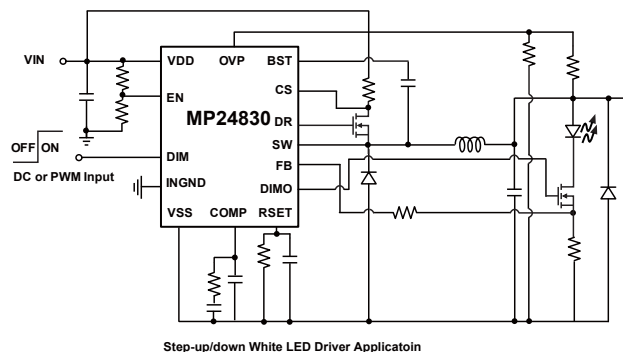 VIN
VDD
OVP
BST
EN
CS
MP24830
DR
OFF ON
DIM
SW
DC or PWM Input
FB
INGND
DIMO
VSS COMP RSET
Step-up/down White LED Driver Applicatoin